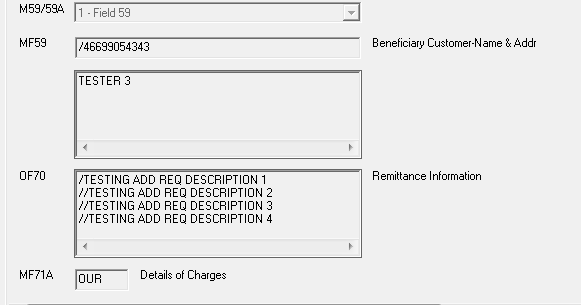 M59/59A 1 - Field 59
MF59 /46699054343 Beneficiary Customer-Name & Addr
TESTER 3
OF70 /TESTING ADD REQ DESCRIPTION 1 Remittance Information
//TESTING ADD REQ DESCRIPTION 2
//TESTING ADD REQ DESCRIPTION 3
//TESTING ADD REQ DESCRIPTION 4
MF71A OUR Details of Charges